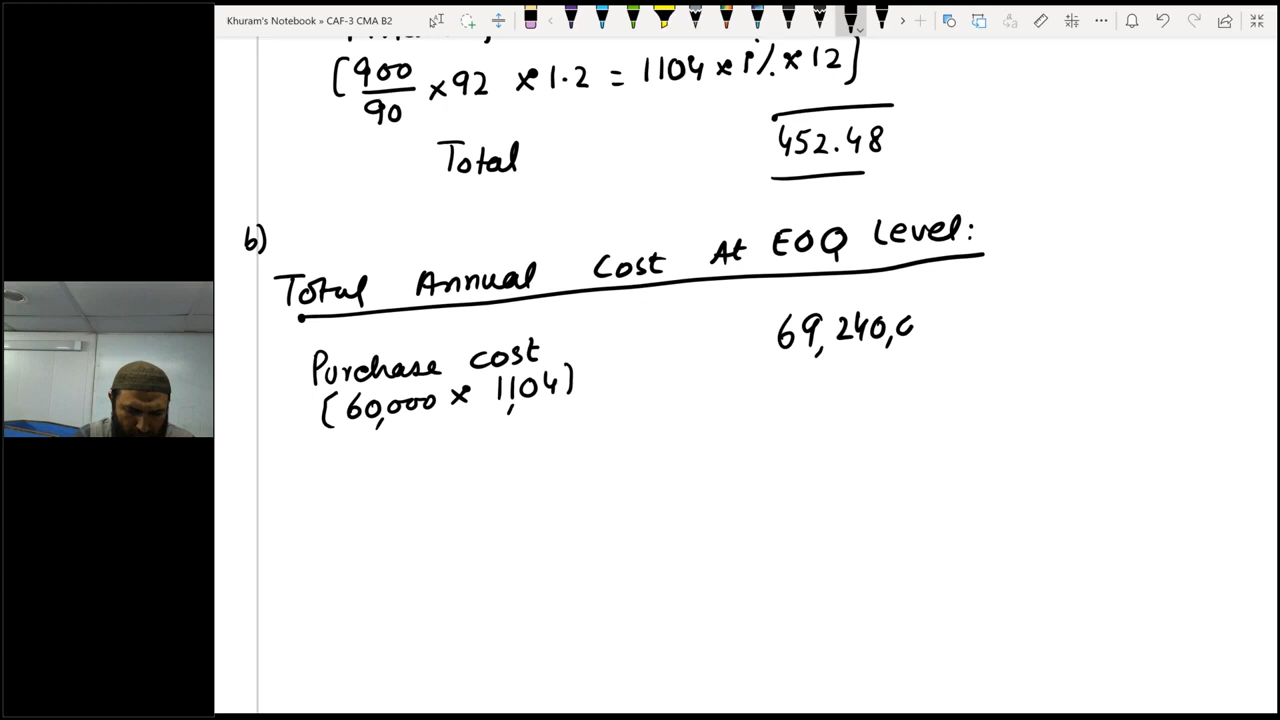 Khuram's Notebook » CAF-3 CMA B2
[900/90 × 92 × 1.2 = 1104 × 1% × 12]
Total 452.48
b)
Total Annual Cost At EOQ Level:
Purchase cost 69,240,0
(60,000 × 1,104)